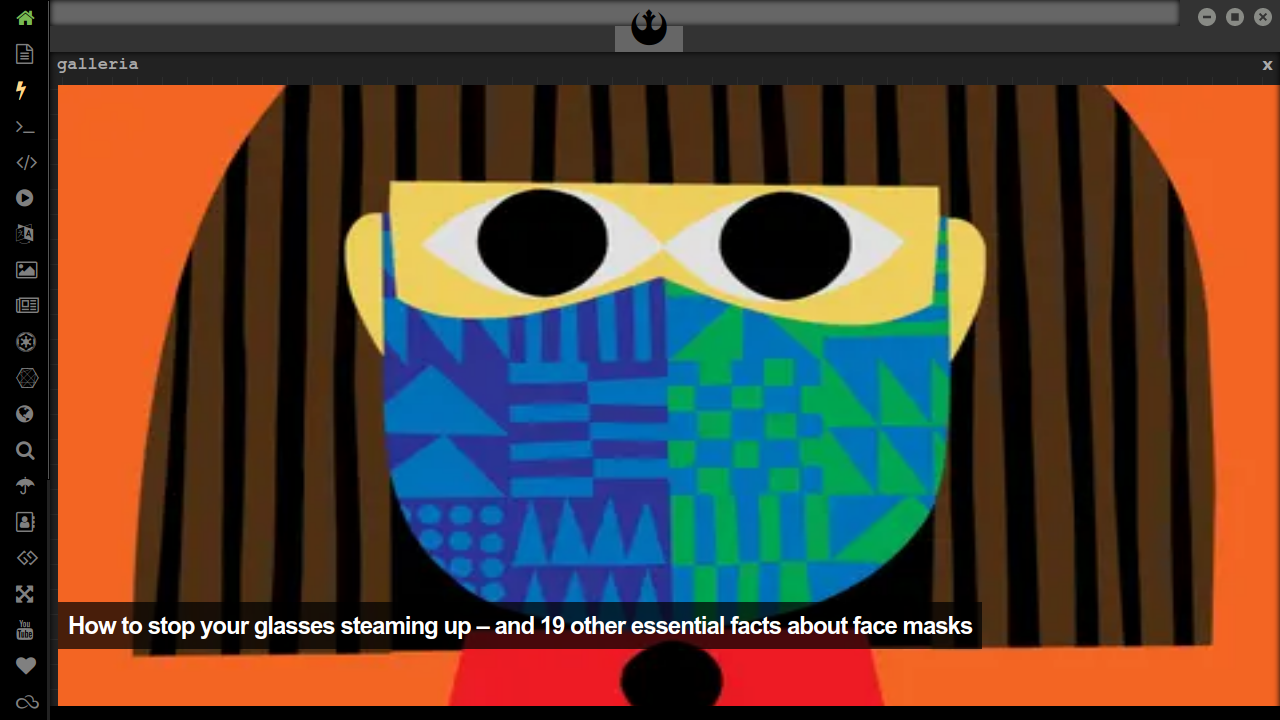 galleria
x
How to stop your glasses steaming up – and 19 other essential facts about face masks
You
Tube